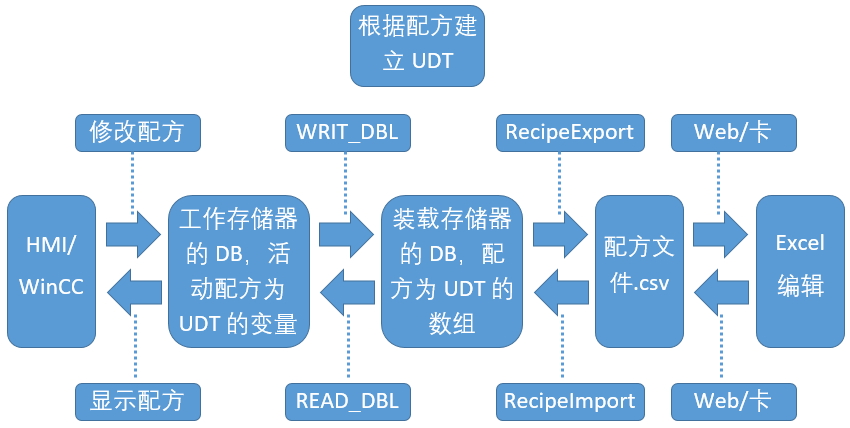 根据配方建
立 UDT
修改配方
WRIT_DBL
RecipeExport
Web/卡
HMI/
WinCC
工作存储器
的 DB，活
动配方为
UDT 的变量
装载存储器
的 DB，配
方为 UDT 的
数组
配方文
件.csv
Excel
编辑
显示配方
READ_DBL
RecipeImport
Web/卡